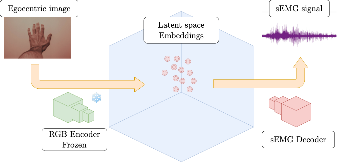 Egocentric image
Latent space
Embeddings
sEMG signal
RGB Encoder
Frozen
sEMG Decoder